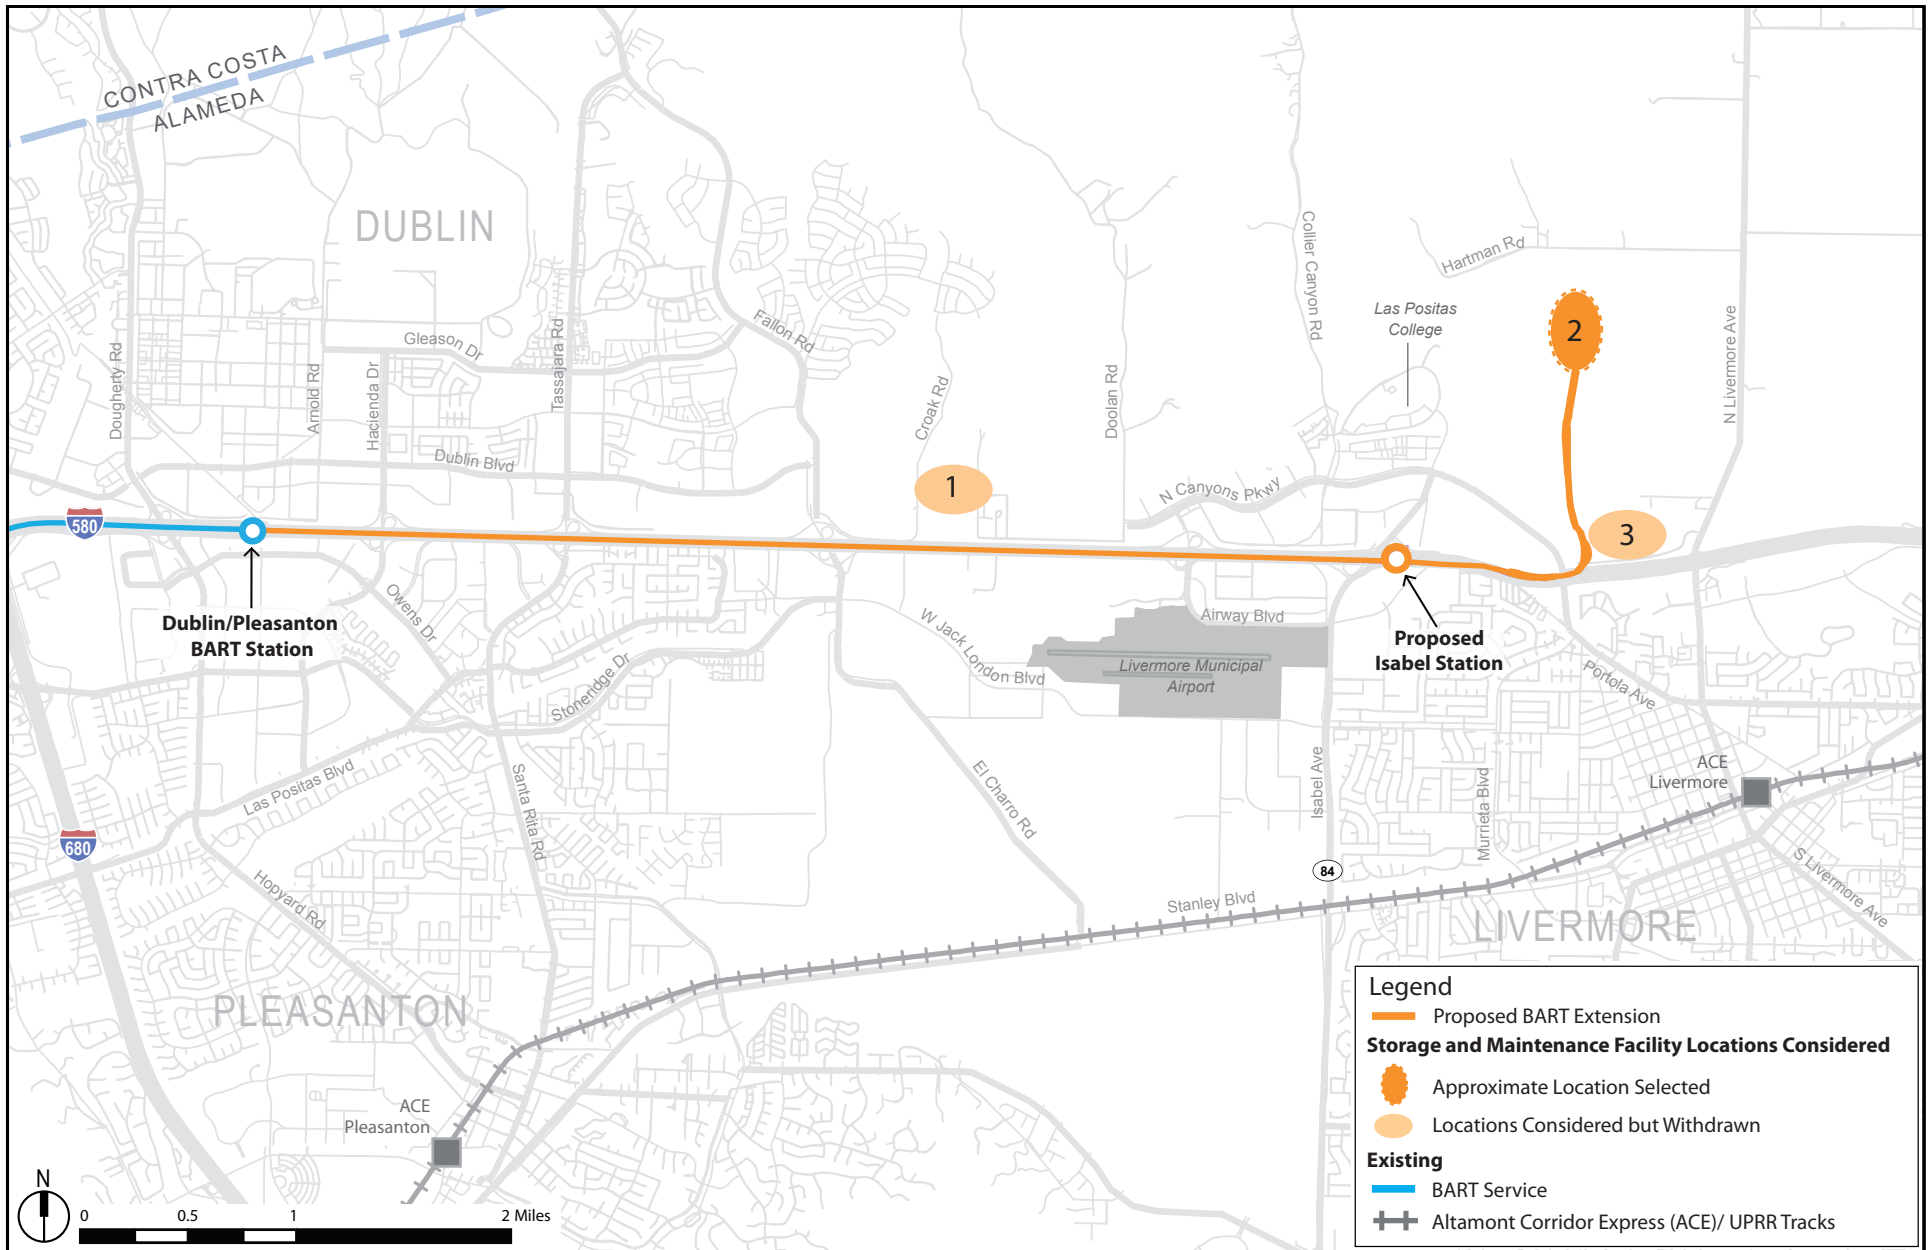 CONTRA COSTA
ALAMEDA
DUBLIN
Dougherty Rd
Arnold Rd
Hacienda Dr
Gleason Dr
Tassajara Rd
Fallon Rd
Dublin Blvd
Croak Rd
Doolan Rd
Collier Canyon Rd
Hartman Rd
Las Positas
College
N Livermore Ave
N Canyons Pkwy
1
2
3
580
Dublin/Pleasanton
BART Station
Owens Dr
Stoneridge Dr
Las Positas Blvd
Santa Rita Rd
Hopyard Rd
680
W Jack London Blvd
El Charro Rd
Airway Blvd
Livermore Municipal
Airport
Proposed
Isabel Station
Portola Ave
Isabel Ave
Murrieta Blvd
ACE
Livermore
S Livermore Ave
84
Stanley Blvd
LIVERMORE
PLEASANTON
ACE
Pleasanton
N
0 0.5 1 2 Miles
Legend
Proposed BART Extension
Storage and Maintenance Facility Locations Considered
Approximate Location Selected
Locations Considered but Withdrawn
Existing
BART Service
Altamont Corridor Express (ACE)/ UPRR Tracks